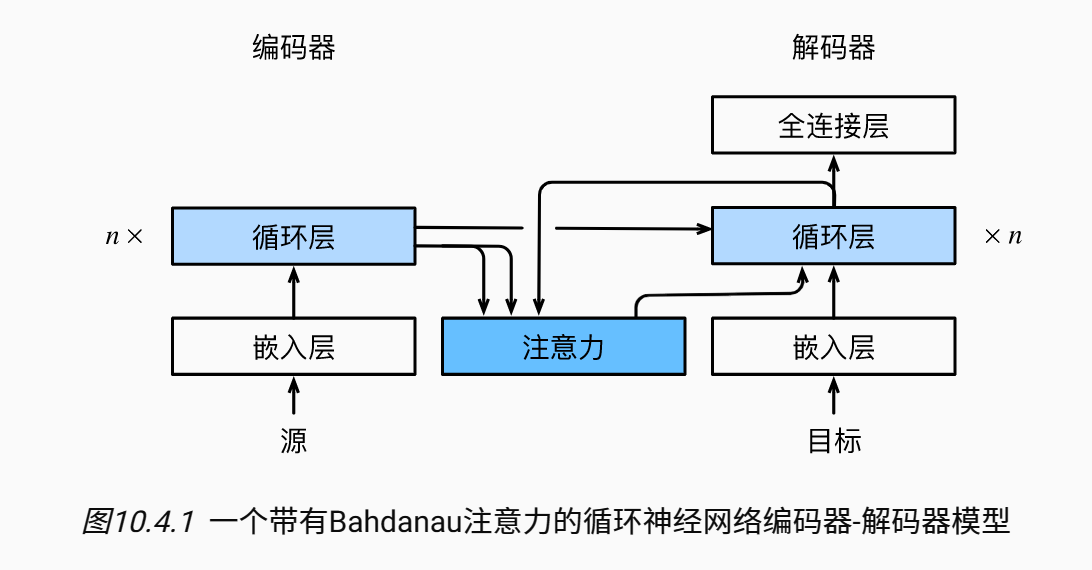 编码器
解码器
全连接层
n ×
循环层
循环层
× n
嵌入层
注意力
嵌入层
源
目标
图10.4.1 一个带有Bahdanau注意力的循环神经网络编码器-解码器模型